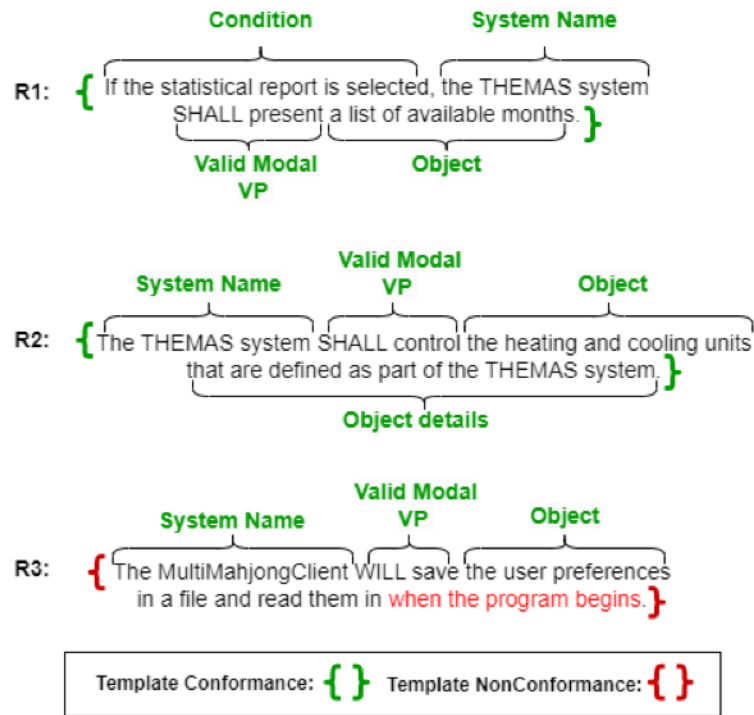 Condition System Name
R1: { If the statistical report is selected, the THEMAS system
SHALL present a list of available months. }
Valid Modal Object
VP
Valid Modal
System Name VP Object
R2: { The THEMAS system SHALL control the heating and cooling units
that are defined as part of the THEMAS system. }
Object details
Valid Modal
System Name VP Object
R3: { The MultiMahjongClient WILL save the user preferences
in a file and read them in when the program begins. }
Template Conformance: { } Template NonConformance: { }